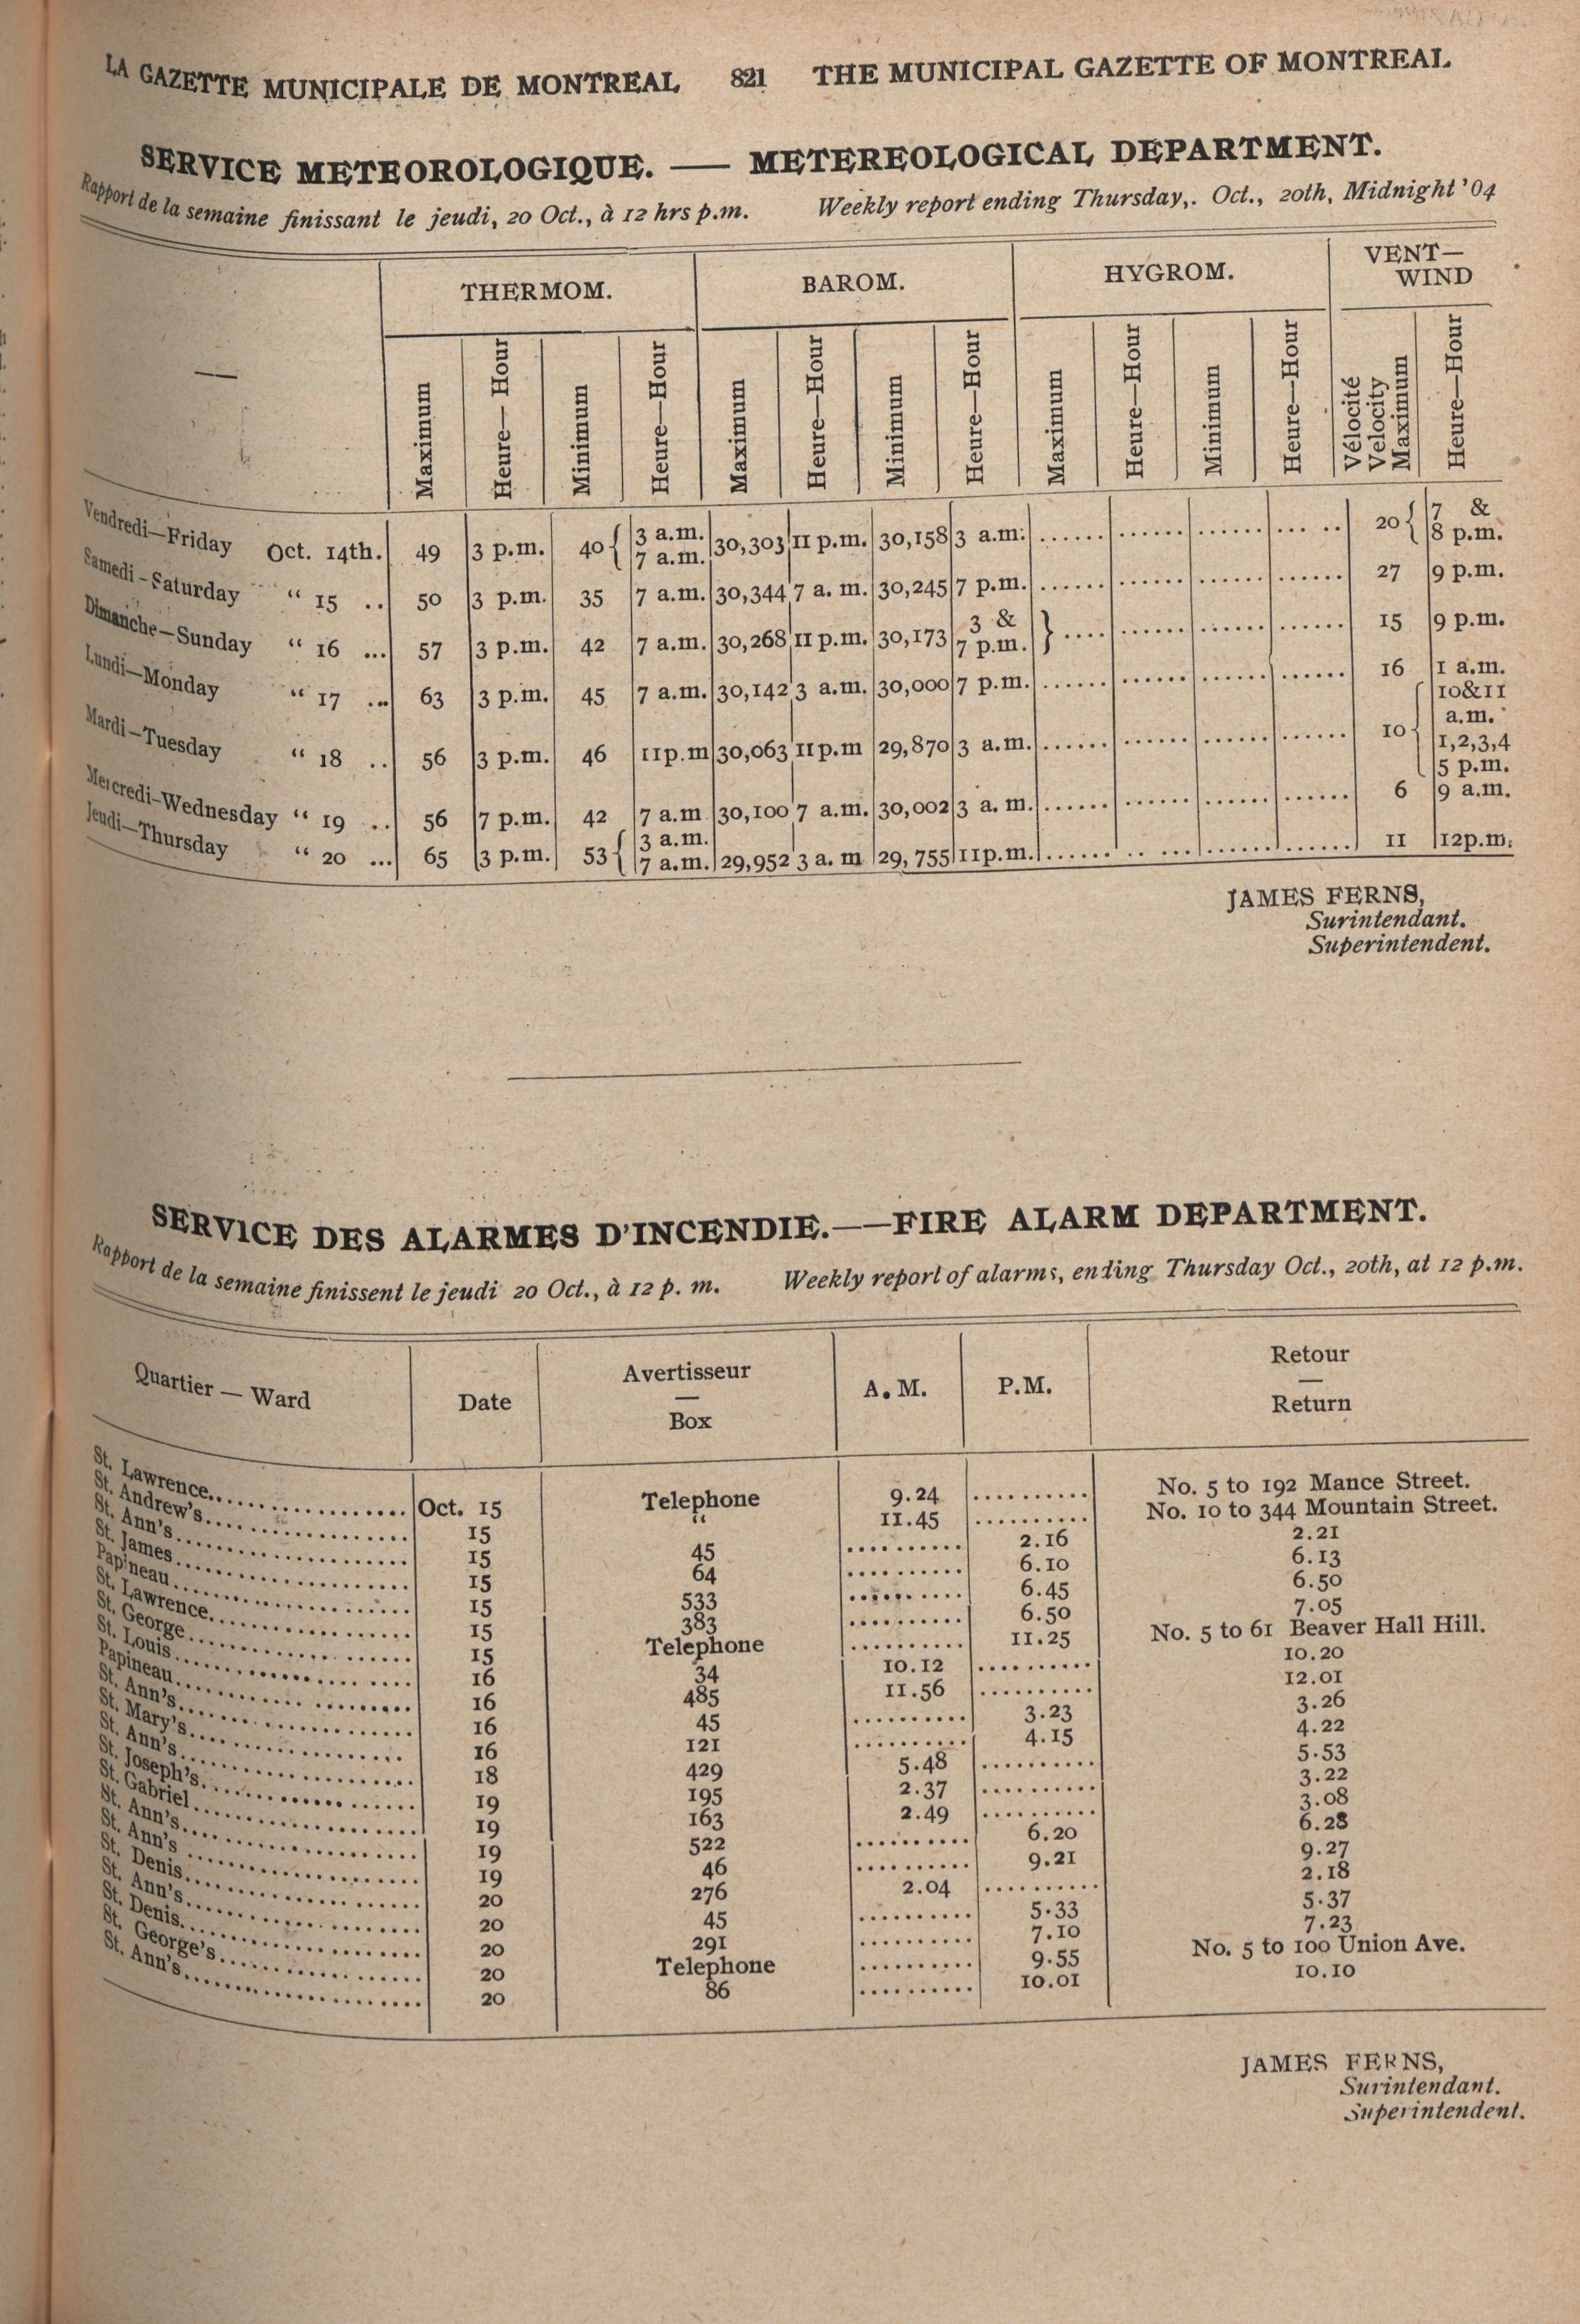 LA GAZETTE MUNICIPALE DE MONTREAL 821 THE MUNICIPAL GAZETTE OF MONTREAL
SERVICE METEOROLOGIQUE. — METEREOLOGICAL DEPARTMENT.
Rapport de la semaine finissant le jeudi, 20 Oct., à 12 hrs p.m. Weekly report ending Thursday,. Oct., 20th, Midnight '04
— THERMOM. BAROM. HYGROM. VENT—WIND
Maximum Heure—Hour Minimum Heure—Hour Maximum Heure—Hour Minimum Heure—Hour Maximum Heure—Hour Minimum Heure—Hour Vélocité Velocity Maximum Heure—Hour
Vendredi—Friday Oct. 14th. 49 3 p.m. 40 { 3 a.m. 7 a.m. 30,303 11 p.m. 30,158 3 a.m. ...... ...... ...... ... .. 20 { 7 & 8 p.m.
Samedi-Saturday " 15 .. 50 3 p.m. 35 7 a.m. 30,344 7 a. m. 30,245 7 p.m. ...... ...... ...... ...... 27 9 p.m.
Dimanche—Sunday " 16 ... 57 3 p.m. 42 7 a.m. 30,268 11 p.m. 30,173 3 & 7 p.m. } .... ...... ...... ...... 15 9 p.m.
Lundi—Monday " 17 ... 63 3 p.m. 45 7 a.m. 30,142 3 a.m. 30,000 7 p.m. ...... ...... ...... ...... 16 1 a.m.
Mardi—Tuesday " 18 .. 56 3 p.m. 46 11p.m 30,063 11p.m 29,870 3 a.m. ...... ...... ...... ...... 10 { 10&11 a.m. 1,2,3,4 5 p.m.
Mercredi-Wednesday " 19 .. 56 7 p.m. 42 7 a.m 30,100 7 a.m. 30,002 3 a. m. ...... ...... ...... ...... 6 9 a.m.
Jeudi—Thursday " 20 ... 65 3 p.m. 53 { 3 a.m. 7 a.m. 29,952 3 a. m 29, 755 11p.m. ...... .. ... ...... ...... 11 12p.m.
JAMES FERNS,
Surintendant.
Superintendent.
SERVICE DES ALARMES D'INCENDIE.——FIRE ALARM DEPARTMENT.
Rapport de la semaine finissent le jeudi 20 Oct., à 12 p. m. Weekly report of alarms, ending Thursday Oct., 20th, at 12 p.m.
Quartier — Ward Date Avertisseur — Box A.M. P.M. Retour — Return
St. Lawrence.................. Oct. 15 Telephone 9.24 .......... No. 5 to 192 Mance Street.
St. Andrew's.................. 15 " 11.45 .......... No. 10 to 344 Mountain Street.
St. Ann's.................. 15 45 .......... 2.16 2.21
St. James.................. 15 64 .......... 6.10 6.13
Papineau.................. 15 533 .......... 6.45 6.50
St. Lawrence.................. 15 383 .......... 6.50 7.05
St. George.................. 15 Telephone .......... 11.25 No. 5 to 61 Beaver Hall Hill.
St. Louis.................. 16 34 10.12 .......... 10.20
Papineau.................. 16 485 11.56 .......... 12.01
St. Ann's.................. 16 45 .......... 3.23 3.26
St. Mary's.................. 16 121 .......... 4.15 4.22
St. Ann's.................. 18 429 5.48 .......... 5.53
St. Joseph's.................. 19 195 2.37 .......... 3.22
St. Gabriel.................. 19 163 2.49 .......... 3.08
St. Ann's.................. 19 522 .......... 6.20 6.28
St. Ann's .................. 19 46 .......... 9.21 9.27
St. Denis.................. 20 276 2.04 .......... 2.18
St. Ann's.................. 20 45 .......... 5.33 5.37
St. Denis.................. 20 291 .......... 7.10 7.23
St. George's.................. 20 Telephone .......... 9.55 No. 5 to 100 Union Ave.
St. Ann's.................. 20 86 .......... 10.01 10.10
JAMES FERNS,
Surintendant.
Superintendent.